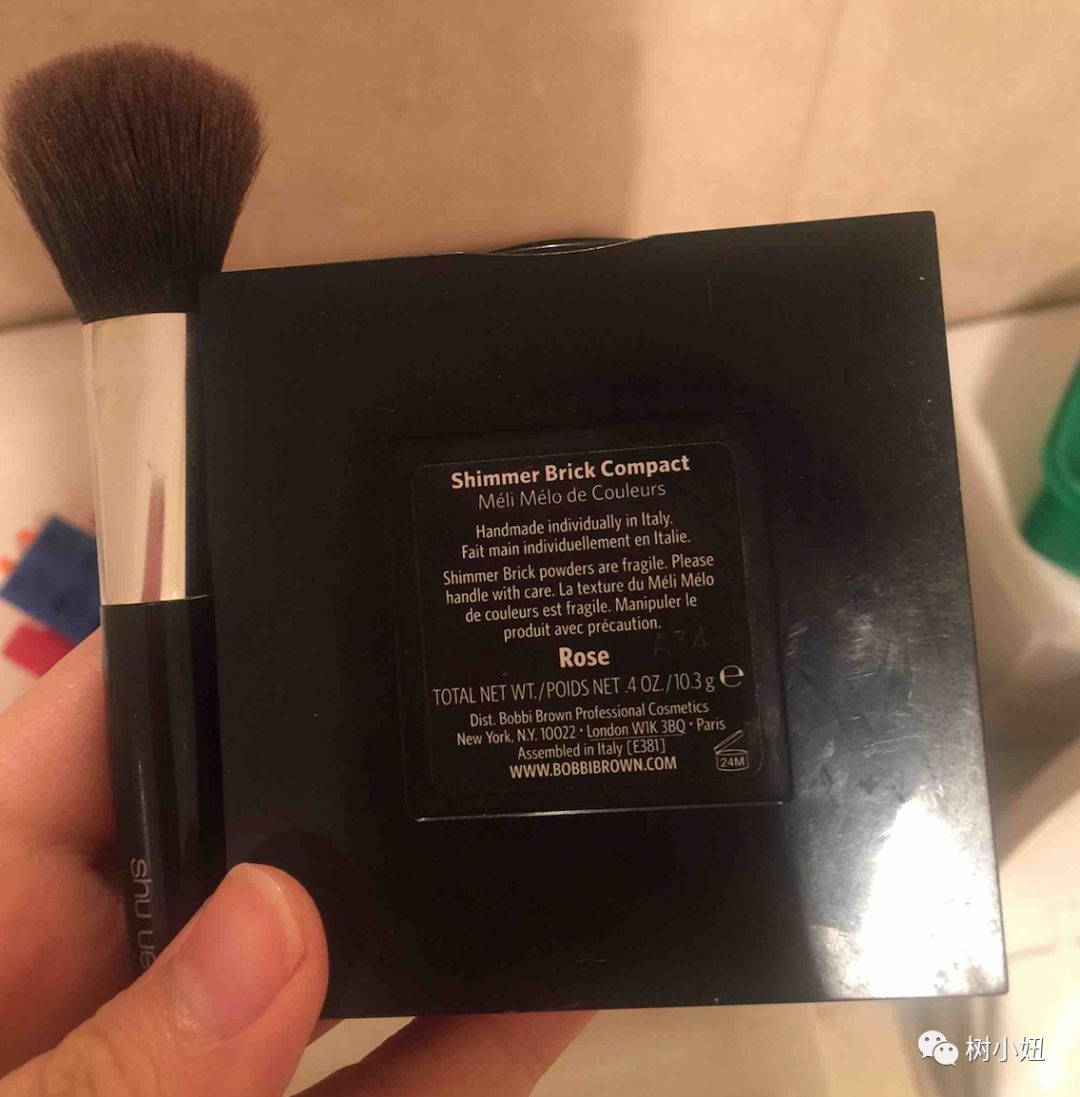 Shimmer Brick Compact
Méli Mélo de Couleurs
Handmade individually in Italy.
Fait main individuellement en Italie.
Shimmer Brick powders are fragile. Please
handle with care. La texture du Méli Mélo
de couleurs est fragile. Manipuler le
produit avec précaution.
A34
Rose
TOTAL NET WT./POIDS NET .4 OZ./10.3 g ℮
Dist. Bobbi Brown Professional Cosmetics
New York, N.Y. 10022 · London W1K 3BQ · Paris
Assembled in Italy [E381]
WWW.BOBBIBROWN.COM
24M
shu ue
树小妞